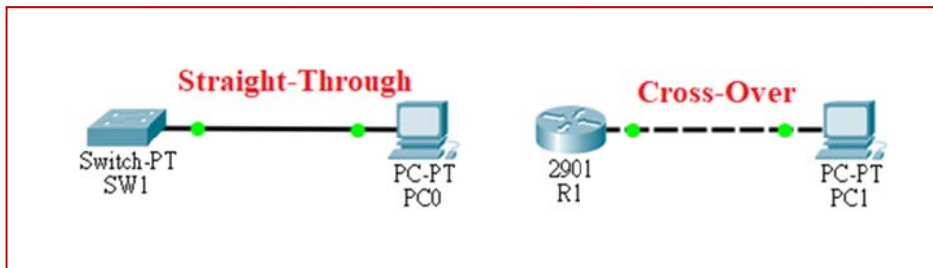 Straight-Through
Cross-Over
Switch-PT
SW1
PC-PT
PC0
2901
R1
PC-PT
PC1